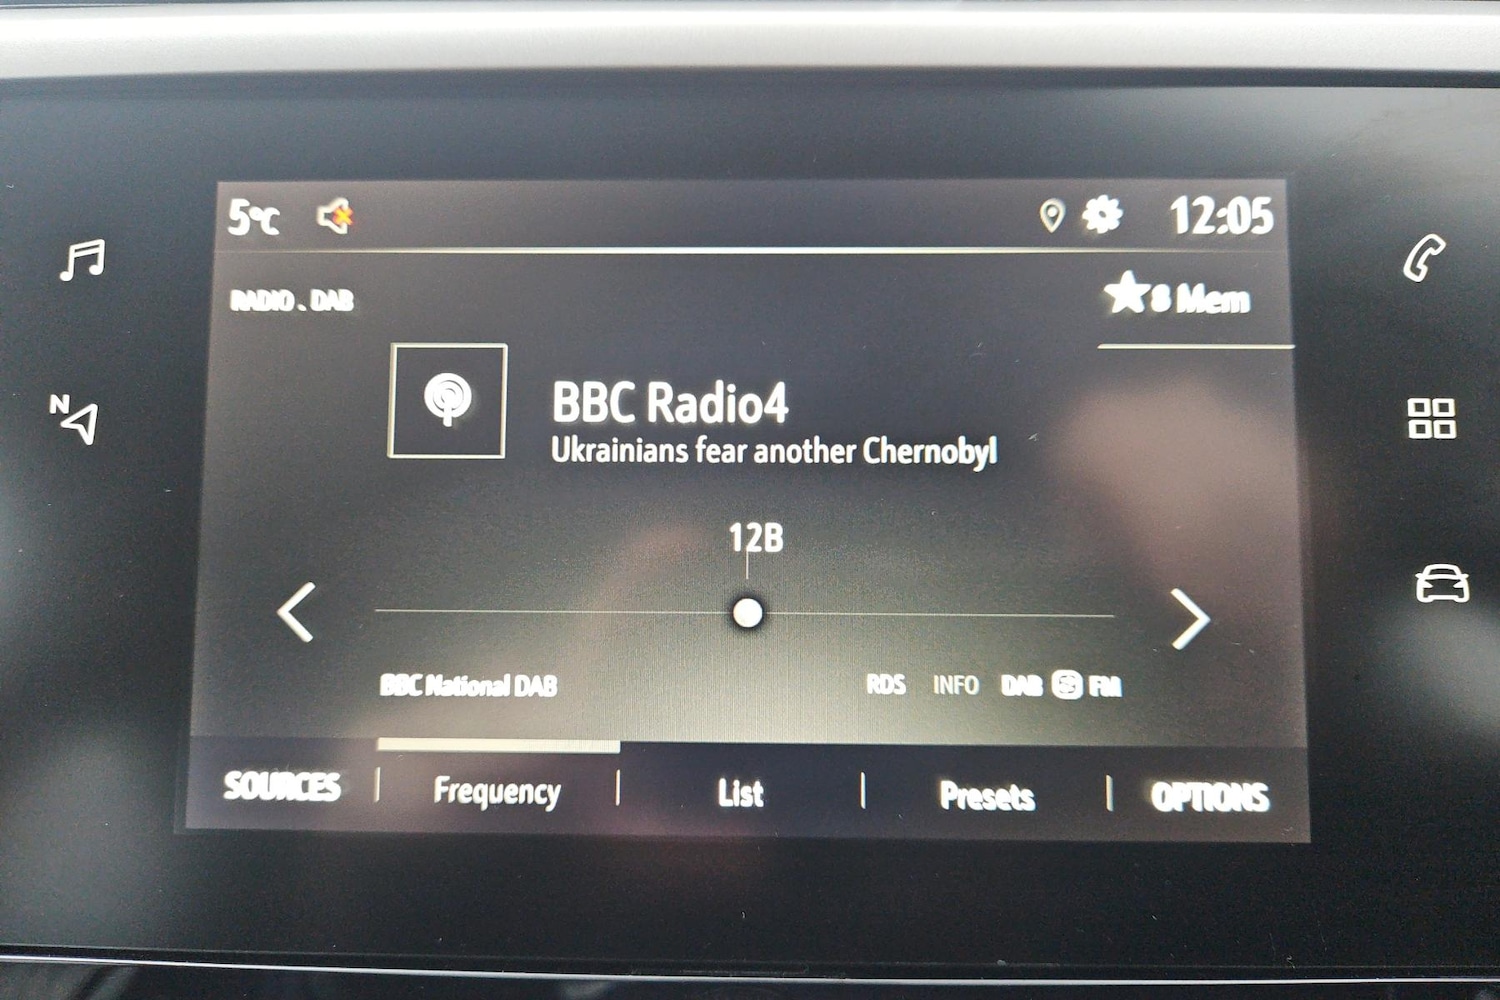 5°C 12:05
RADIO . DAB
8 Mem
BBC Radio4
Ukrainians fear another Chernobyl
N
12B
BBC National DAB RDS INFO DAB FM
SOURCES Frequency List Presets OPTIONS